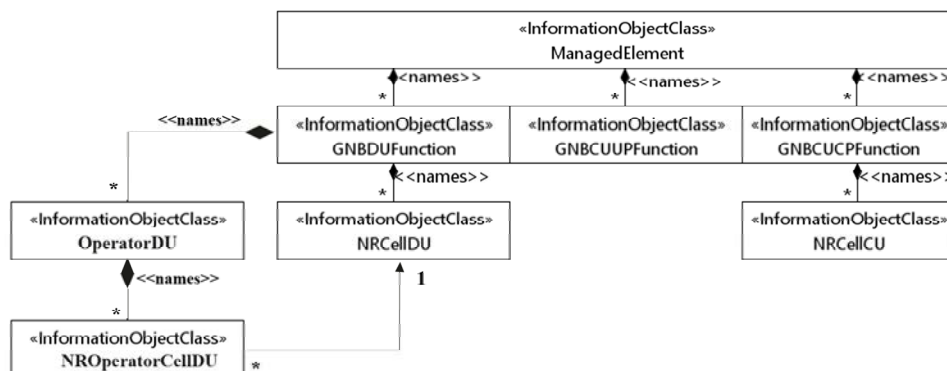 «InformationObjectClass»
ManagedElement
<<names>>
<<names>>
<<names>>
*
*
*
<<names>>
«InformationObjectClass»
GNBDUFunction
«InformationObjectClass»
GNBCUUPFunction
«InformationObjectClass»
GNBCUCPFunction
<<names>>
<<names>>
*
*
*
«InformationObjectClass»
OperatorDU
«InformationObjectClass»
NRCellDU
«InformationObjectClass»
NRCellCU
<<names>>
1
*
«InformationObjectClass»
NROperatorCellDU
*